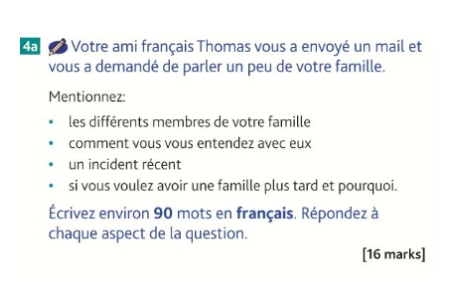 4a Votre ami français Thomas vous a envoyé un mail et
vous a demandé de parler un peu de votre famille.
Mentionnez:
• les différents membres de votre famille
• comment vous vous entendez avec eux
• un incident récent
• si vous voulez avoir une famille plus tard et pourquoi.
Écrivez environ 90 mots en français. Répondez à
chaque aspect de la question.
[16 marks]